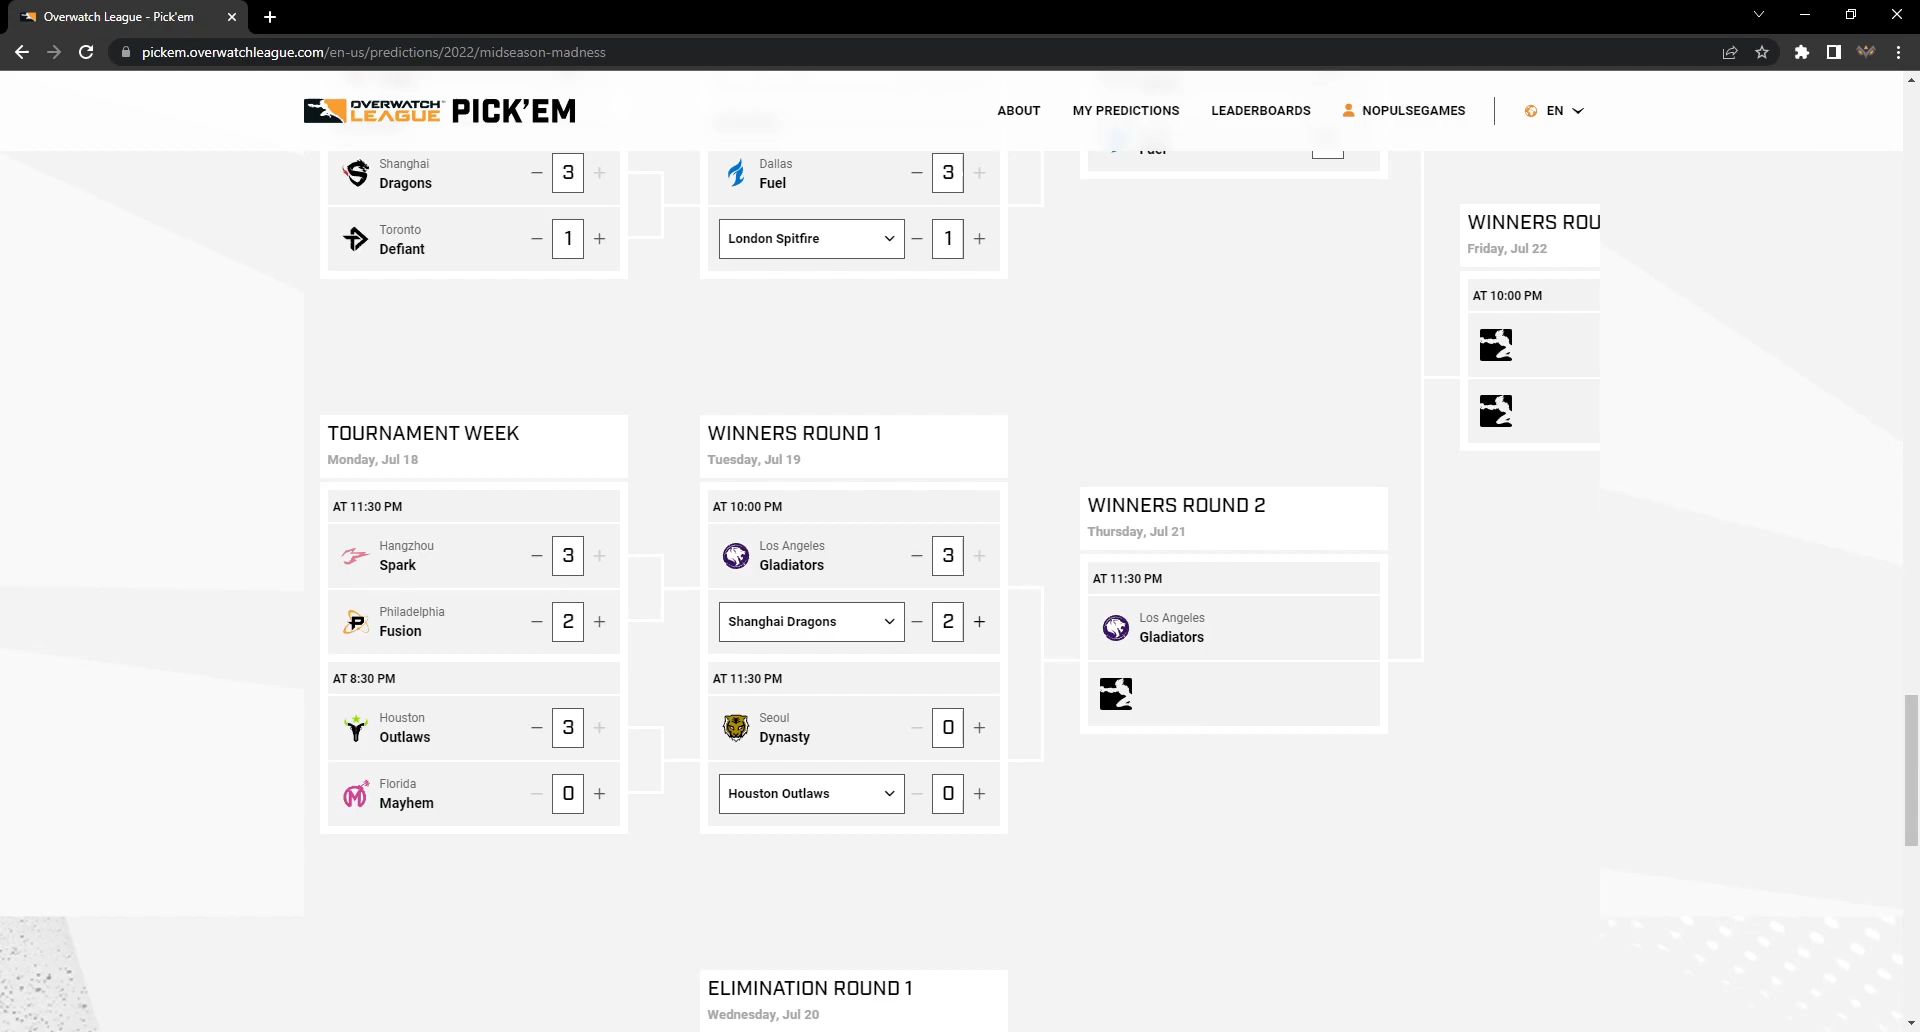 Overwatch League - Pick'em
pickem.overwatchleague.com/en-us/predictions/2022/midseason-madness
OVERWATCH LEAGUE PICK'EM
ABOUT
MY PREDICTIONS
LEADERBOARDS
NOPULSEGAMES
EN
Shanghai
Dragons
3
Toronto
Defiant
1
Dallas
Fuel
3
London Spitfire
1
Fuel
WINNERS ROU
Friday, Jul 22
AT 10:00 PM
TOURNAMENT WEEK
Monday, Jul 18
AT 11:30 PM
Hangzhou
Spark
3
Philadelphia
Fusion
2
AT 8:30 PM
Houston
Outlaws
3
Florida
Mayhem
0
WINNERS ROUND 1
Tuesday, Jul 19
AT 10:00 PM
Los Angeles
Gladiators
3
Shanghai Dragons
2
AT 11:30 PM
Seoul
Dynasty
0
Houston Outlaws
0
WINNERS ROUND 2
Thursday, Jul 21
AT 11:30 PM
Los Angeles
Gladiators
ELIMINATION ROUND 1
Wednesday, Jul 20